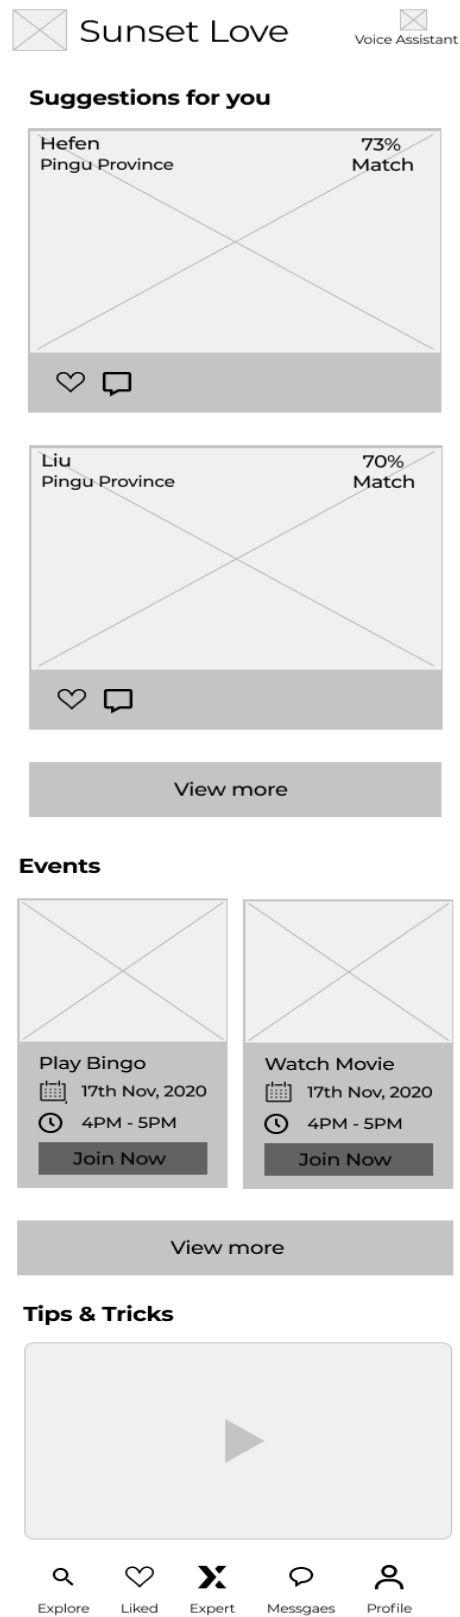 Sunset Love
Voice Assistant
Suggestions for you
Hefen
Pingu Province
73%
Match
Liu
Pingu Province
70%
Match
View more
Events
Play Bingo
17th Nov, 2020
4PM - 5PM
Join Now
Watch Movie
17th Nov, 2020
4PM - 5PM
Join Now
View more
Tips & Tricks
Explore Liked Expert Messgaes Profile